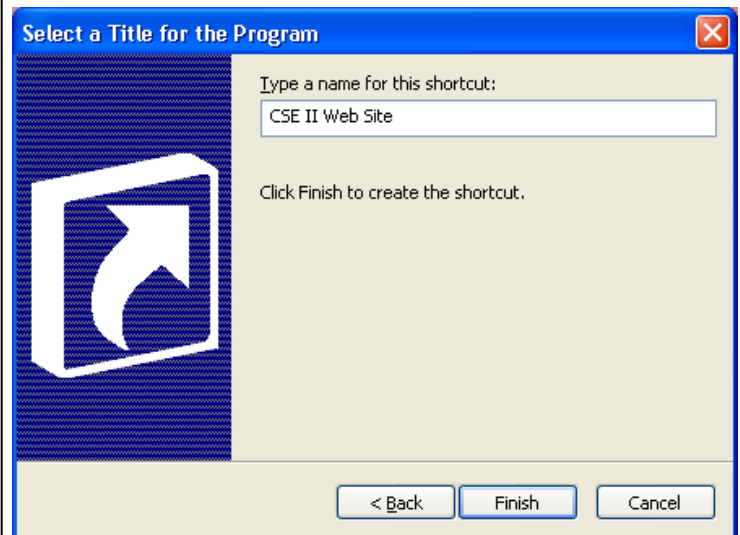 Select a Title for the Program
Type a name for this shortcut:
CSE II Web Site
Click Finish to create the shortcut.
< Back
Finish
Cancel